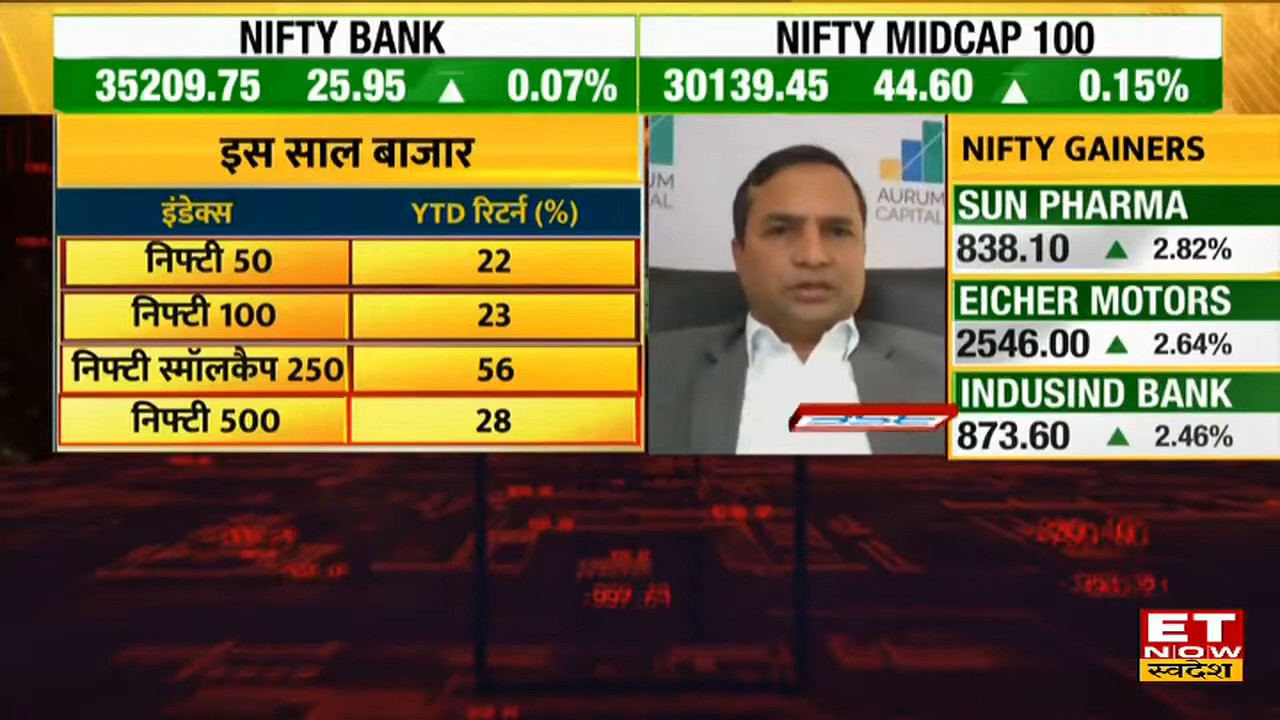 NIFTY BANK
35209.75 25.95 ▲ 0.07%
NIFTY MIDCAP 100
30139.45 44.60 ▲ 0.15%
इस साल बाजार
इंडेक्स YTD रिटर्न (%)
निफ्टी 50 22
निफ्टी 100 23
निफ्टी स्मॉलकैप 250 56
निफ्टी 500 28
AURUM
CAPITAL
NIFTY GAINERS
SUN PHARMA
838.10 ▲ 2.82%
EICHER MOTORS
2546.00 ▲ 2.64%
INDUSIND BANK
873.60 ▲ 2.46%
ET
NOW
स्वदेश